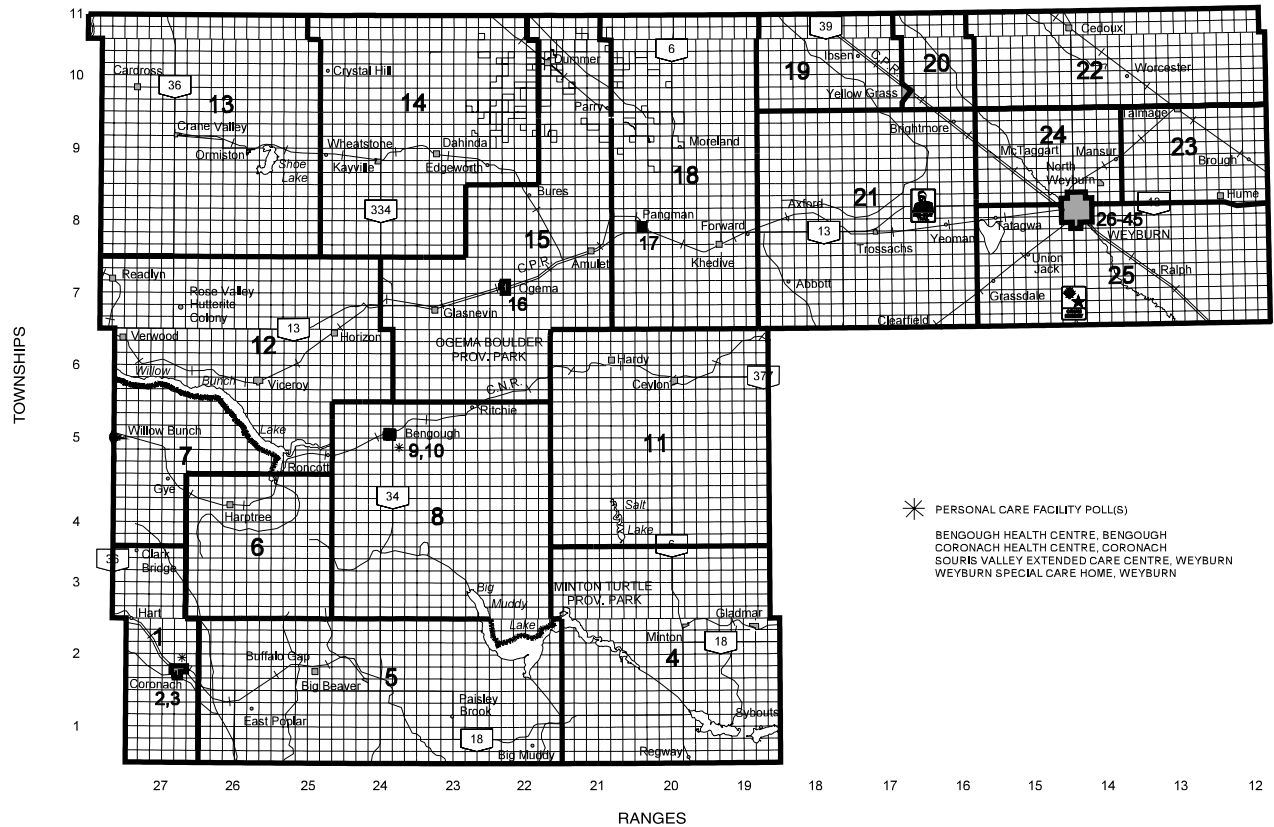 11
39
Cedoux
6
C.P.R.
Ibsen
20
Dummer
10
Cardross
Crystal Hill
19
22
Worcester
36
13
14
Yellow Grass
Parry
Talmage
Crane Valley
Brightmore
24
Wheatstone
Dahinda
Moreland
23
9
Ormiston
McTaggart
Mansur
Shoe
Lake
Kayville
Edgeworth
North
Weyburn
Brough
18
Bures
21
Hume
334
Axford
13
Pangman
26-45
8
15
Forward
13
Tatagwa
WEYBURN
17
Trossachs
Yeoman
C.P.R.
Amulet
Khedive
Union
Jack
Readlyn
25
Ralph
7
Rose Valley
Hutterite
Colony
Ogema
Abbott
Grassdale
16
Glasnevin
13
Clearfield
Verwood
12
Horizon
OGEMA BOULDER
PROV. PARK
TOWNSHIPS
6
Willow
Bunch
Viceroy
Hardy
377
Ceylon
C.N.R.
Ritchie
Lake
5
Willow Bunch
Bengough
9,10
11
7
Roncott
Gye
34
Salt
Lake
Harptree
8
4
6
6
PERSONAL CARE FACILITY POLL(S)
36
Clark
Bridge
BENGOUGH HEALTH CENTRE, BENGOUGH
CORONACH HEALTH CENTRE, CORONACH
SOURIS VALLEY EXTENDED CARE CENTRE, WEYBURN
WEYBURN SPECIAL CARE HOME, WEYBURN
3
Big
Muddy
Lake
MINTON TURTLE
PROV. PARK
Hart
Gladmar
1
Minton
18
2
Buffalo Gap
4
5
Coronach
Big Beaver
2,3
Paisley
Brook
East Poplar
Sybouts
1
18
Big Muddy
Regway
27 26 25 24 23 22 21 20 19 18 17 16 15 14 13 12
RANGES